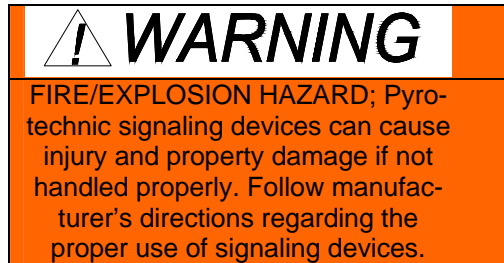 WARNING
FIRE/EXPLOSION HAZARD; Pyro-
technic signaling devices can cause
injury and property damage if not
handled properly. Follow manufac-
turer's directions regarding the
proper use of signaling devices.